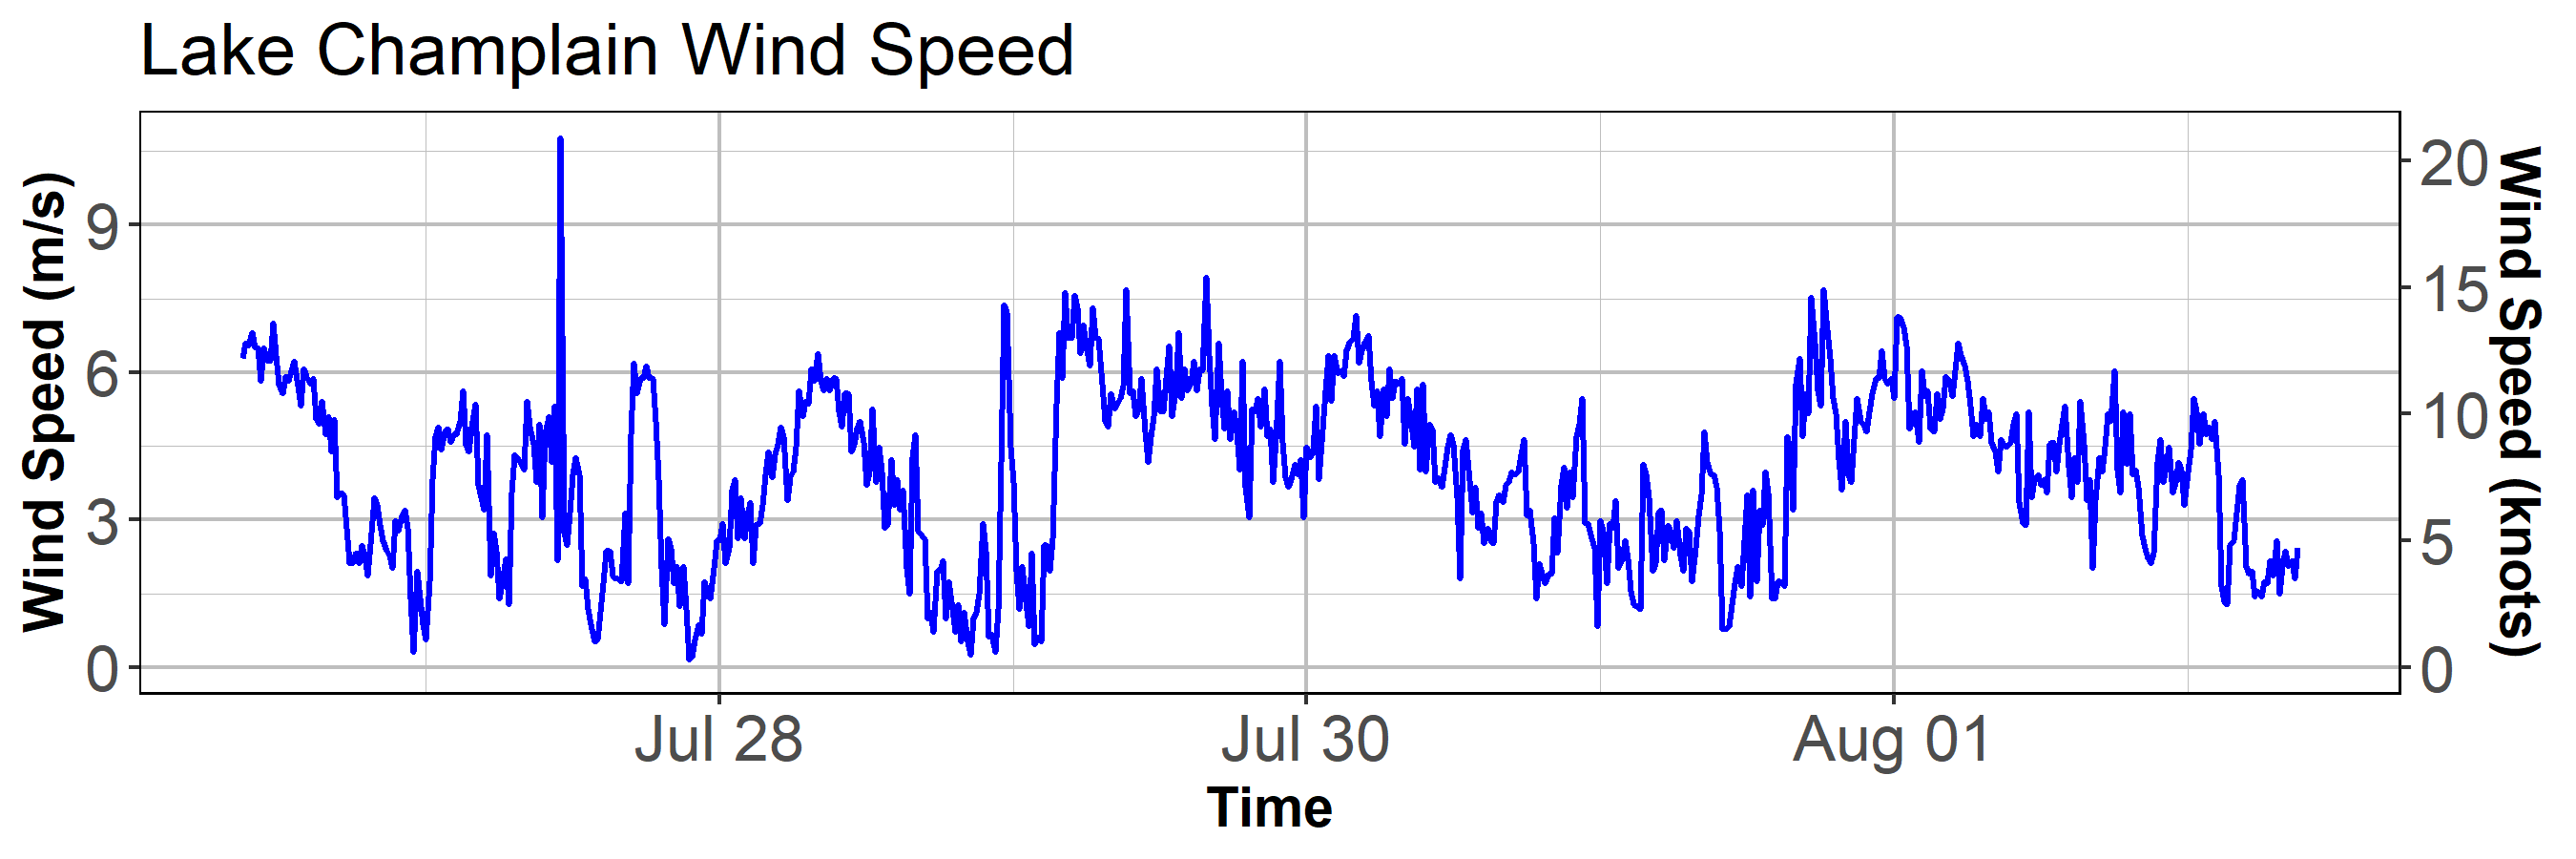 Lake Champlain Wind Speed
Wind Speed (m/s)
9
6
3
0
20
15
10
5
0
Wind Speed (knots)
Jul 28
Jul 30
Aug 01
Time